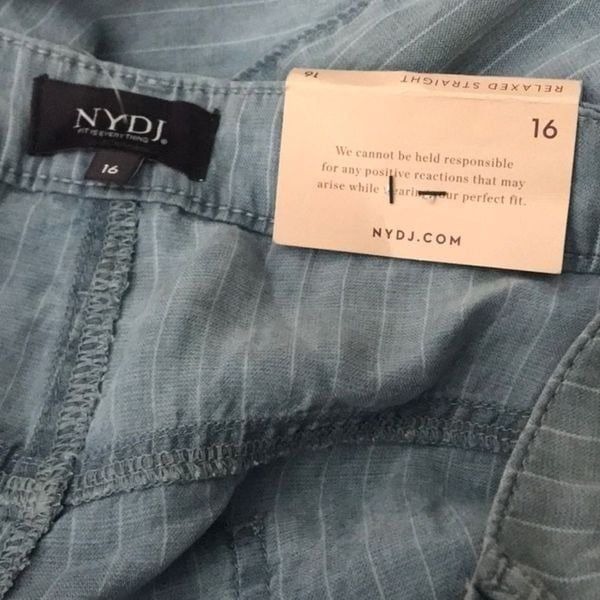 NYDJ®
FIT IS EVERYTHING
16
RELAXED STRAIGHT
16
16
We cannot be held responsible
for any positive reactions that may
arise while wearing your perfect fit.
NYDJ.COM